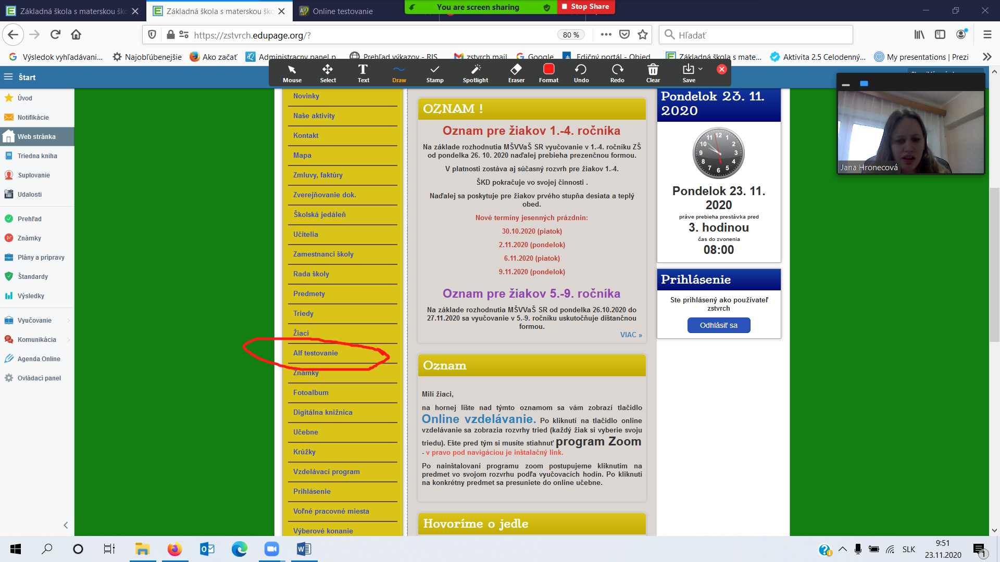 Základná škola s materskou ško
Základná škola s materskou ško
Online testovanie
You are screen sharing
Stop Share
https://zstvrch.edupage.org/?
80 %
Hľadať
Výsledok vyhľadávani...
Najobľúbenejšie
Ako začať
Administracny panel p
Prehľad výkazov - RIS
zstvrch mail
Google
Edičný portál - Objed
Základná škola s mate...
Aktivita 2.5 Celodenný...
My presentations | Prezi
Mouse
Select
Text
Draw
Stamp
Spotlight
Eraser
Format
Undo
Redo
Clear
Save
Štart
Úvod
Notifikácie
Web stránka
Triedna kniha
Suplovanie
Udalosti
Prehľad
Známky
Plány a prípravy
Štandardy
Výsledky
Vyučovanie
Komunikácia
Agenda Online
Ovládací panel
Novinky
Naše aktivity
Kontakt
Mapa
Zmluvy, faktúry
Zverejňovanie dok.
Školská jedáleň
Učitelia
Zamestnanci školy
Rada školy
Predmety
Triedy
Žiaci
Alf testovanie
Známky
Fotoalbum
Digitálna knižnica
Učebne
Krúžky
Vzdelávací program
Prihlásenie
Voľné pracovné miesta
Výberové konanie
OZNAM !
Oznam pre žiakov 1.-4. ročníka
Na základe rozhodnutia MŠVVaŠ SR vyučovanie v 1.-4. ročníku ZŠ
od pondelka 26. 10. 2020 naďalej prebieha prezenčnou formou.
V platnosti zostáva aj súčasný rozvrh pre žiakov 1.-4.
ŠKD pokračuje vo svojej činnosti .
Naďalej sa poskytuje pre žiakov prvého stupňa desiata a teplý
obed.
Nové termíny jesenných prázdnin:
30.10.2020 (piatok)
2.11.2020 (pondelok)
6.11.2020 (piatok)
9.11.2020 (pondelok)
Oznam pre žiakov 5.-9. ročníka
Na základe rozhodnutia MŠVVaŠ SR od pondelka 26.10.2020 do
27.11.2020 sa vyučovanie v 5.-9. ročníku uskutočňuje dištančnou
formou.
VIAC »
Oznam
Milí žiaci,
na hornej lište nad týmto oznamom sa vám zobrazí tlačidlo
Online vzdelávanie. Po kliknutí na tlačidlo online
vzdelávanie sa zobrazia rozvrhy tried (každý žiak si vyberie svoju
triedu). Ešte pred tým si musíte stiahnuť program Zoom
- v pravo pod navigáciou je inštalačný link.
Po nainštalovaní programu zoom postupujeme kliknutím na
predmet vo svojom rozvrhu podľa vyučovacích hodín. Po kliknutí
na konkrétny predmet sa presuniete do online učebne.
Hovoríme o jedle
Pondelok 23. 11.
2020
12 1 2 3 4 5 6 7 8 9 10 11
Pondelok 23. 11.
2020
práve prebieha prestávka pred
3. hodinou
čas do zvonenia
08:00
Prihlásenie
Ste prihlásený ako používateľ
zstvrch
Odhlásiť sa
Jana Hronecová
SLK
9:51
23.11.2020
1